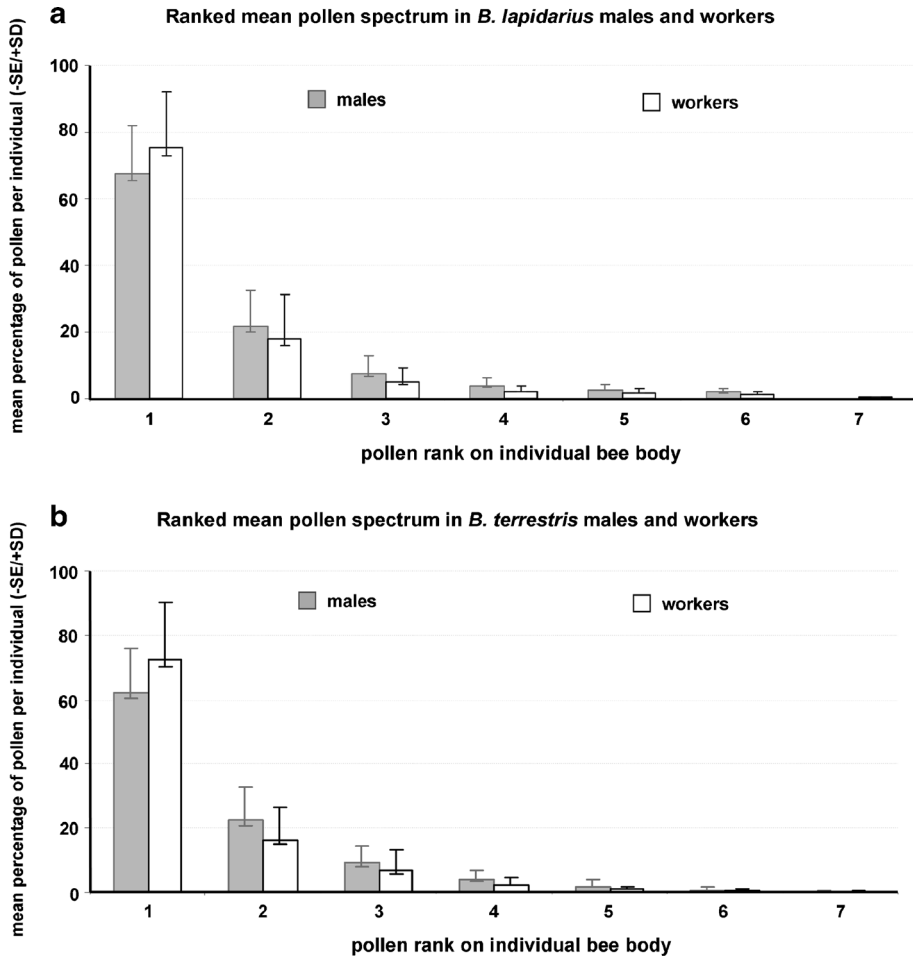 a
Ranked mean pollen spectrum in B. lapidarius males and workers
mean percentage of pollen per individual (-SE/+SD)
100
80
60
40
20
0
males
workers
1 2 3 4 5 6 7
pollen rank on individual bee body
b
Ranked mean pollen spectrum in B. terrestris males and workers
mean percentage of pollen per individual (-SE/+SD)
100
80
60
40
20
0
males
workers
1 2 3 4 5 6 7
pollen rank on individual bee body